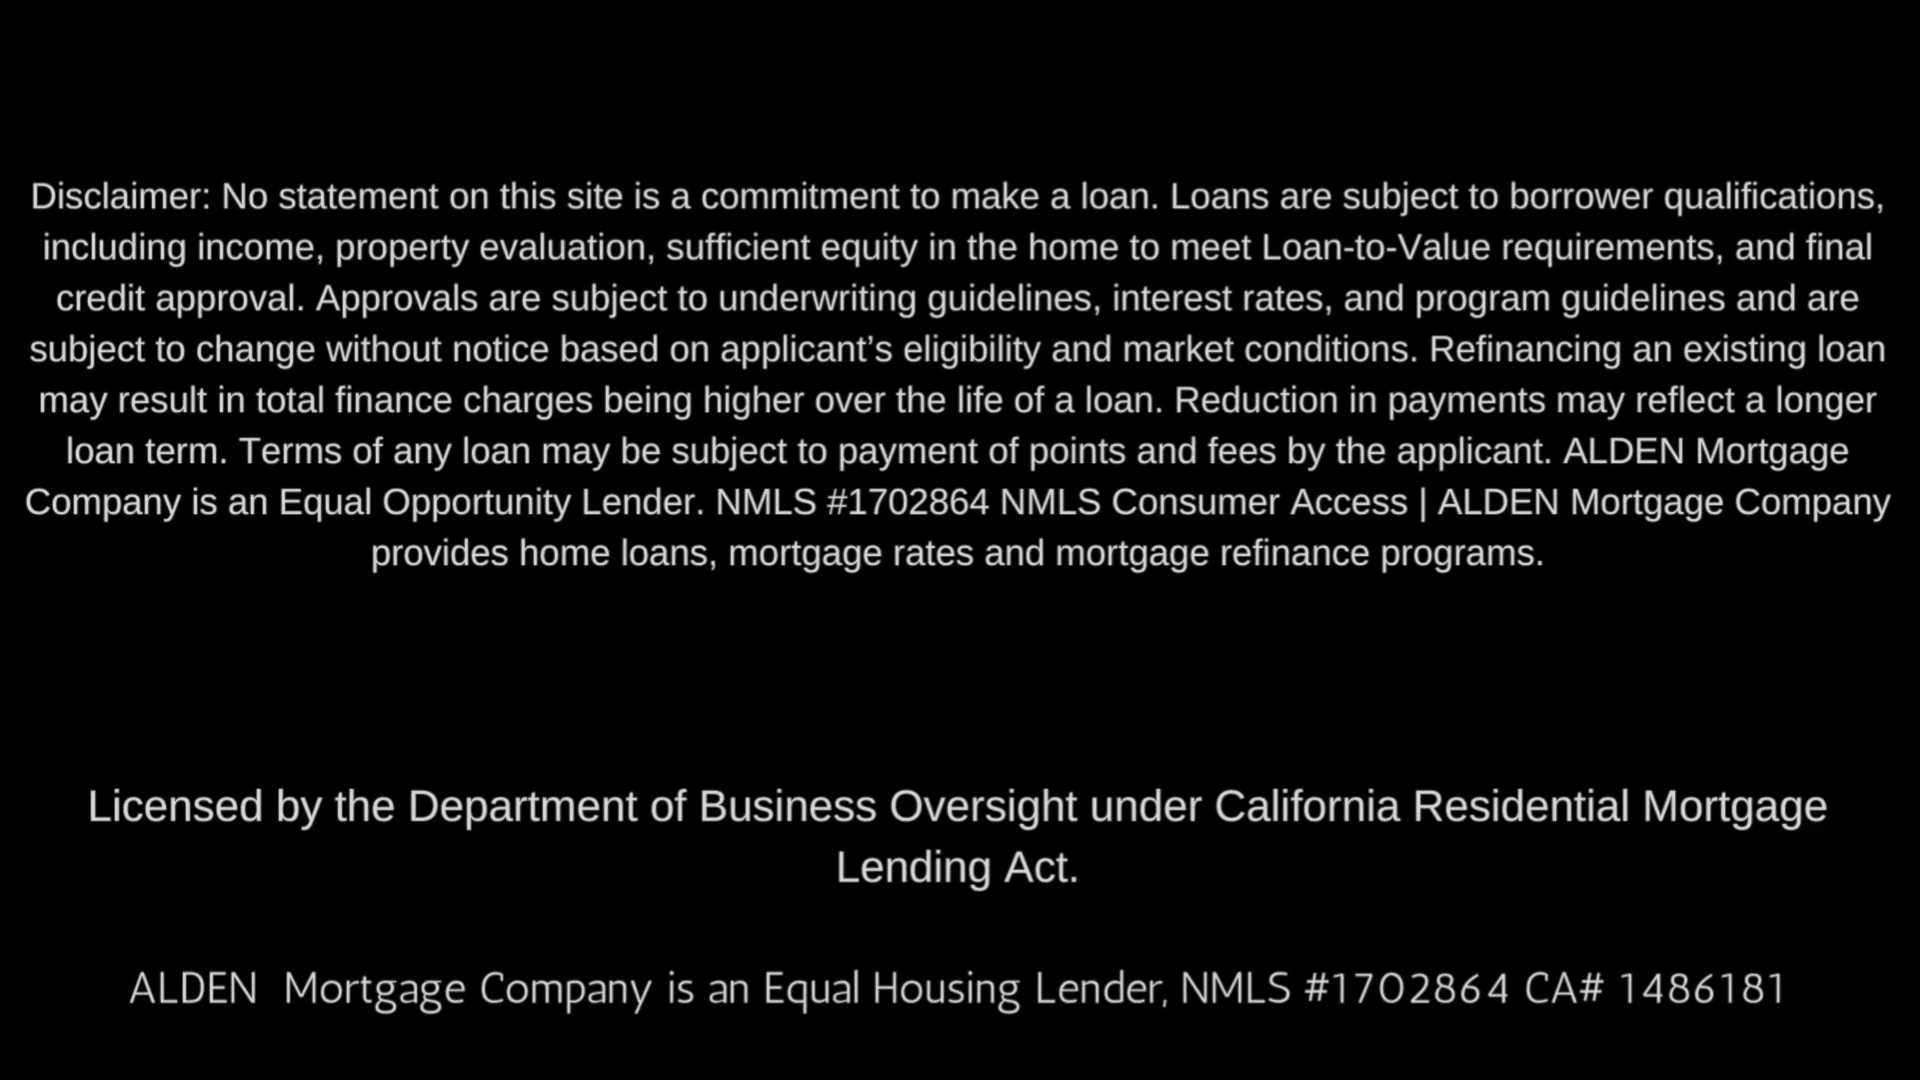 Disclaimer: No statement on this site is a commitment to make a loan. Loans are subject to borrower qualifications,
including income, property evaluation, sufficient equity in the home to meet Loan-to-Value requirements, and final
credit approval. Approvals are subject to underwriting guidelines, interest rates, and program guidelines and are
subject to change without notice based on applicant’s eligibility and market conditions. Refinancing an existing loan
may result in total finance charges being higher over the life of a loan. Reduction in payments may reflect a longer
loan term. Terms of any loan may be subject to payment of points and fees by the applicant. ALDEN Mortgage
Company is an Equal Opportunity Lender. NMLS #1702864 NMLS Consumer Access | ALDEN Mortgage Company
provides home loans, mortgage rates and mortgage refinance programs.
Licensed by the Department of Business Oversight under California Residential Mortgage
Lending Act.
ALDEN  Mortgage Company is an Equal Housing Lender, NMLS #1702864 CA# 1486181